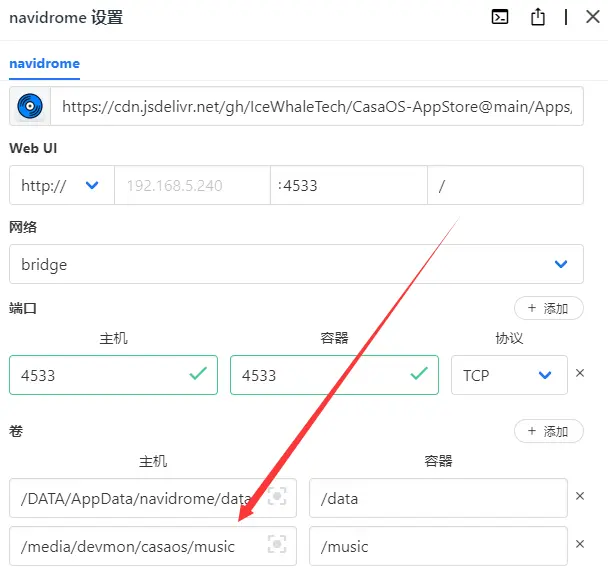 navidrome 设置
navidrome
https://cdn.jsdelivr.net/gh/IceWhaleTech/CasaOS-AppStore@main/Apps,
Web UI
http:// 192.168.5.240 :4533 /
网络
bridge
端口 + 添加
主机 容器 协议
4533 4533 TCP ×
卷 + 添加
主机 容器
/DATA/AppData/navidrome/data /data ×
/media/devmon/casaos/music /music ×